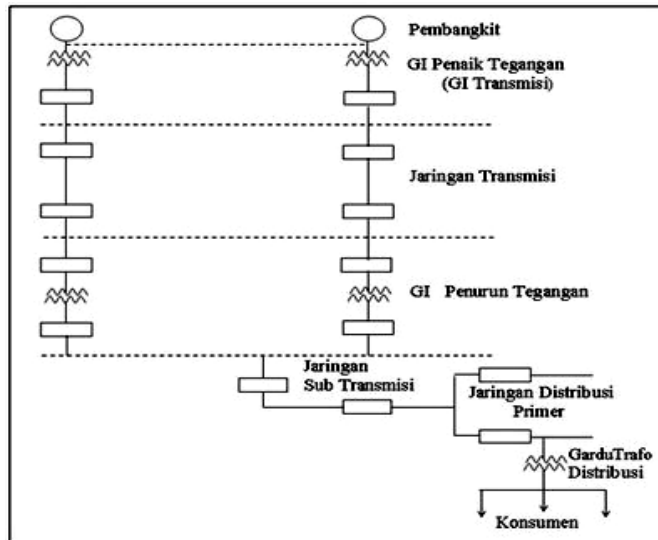 Pembangkit
GI Penaik Tegangan
(GI Transmisi)
Jaringan Transmisi
GI Penurun Tegangan
Jaringan
Sub Transmisi
Jaringan Distribusi
Primer
GarduTrafo
Distribusi
Konsumen